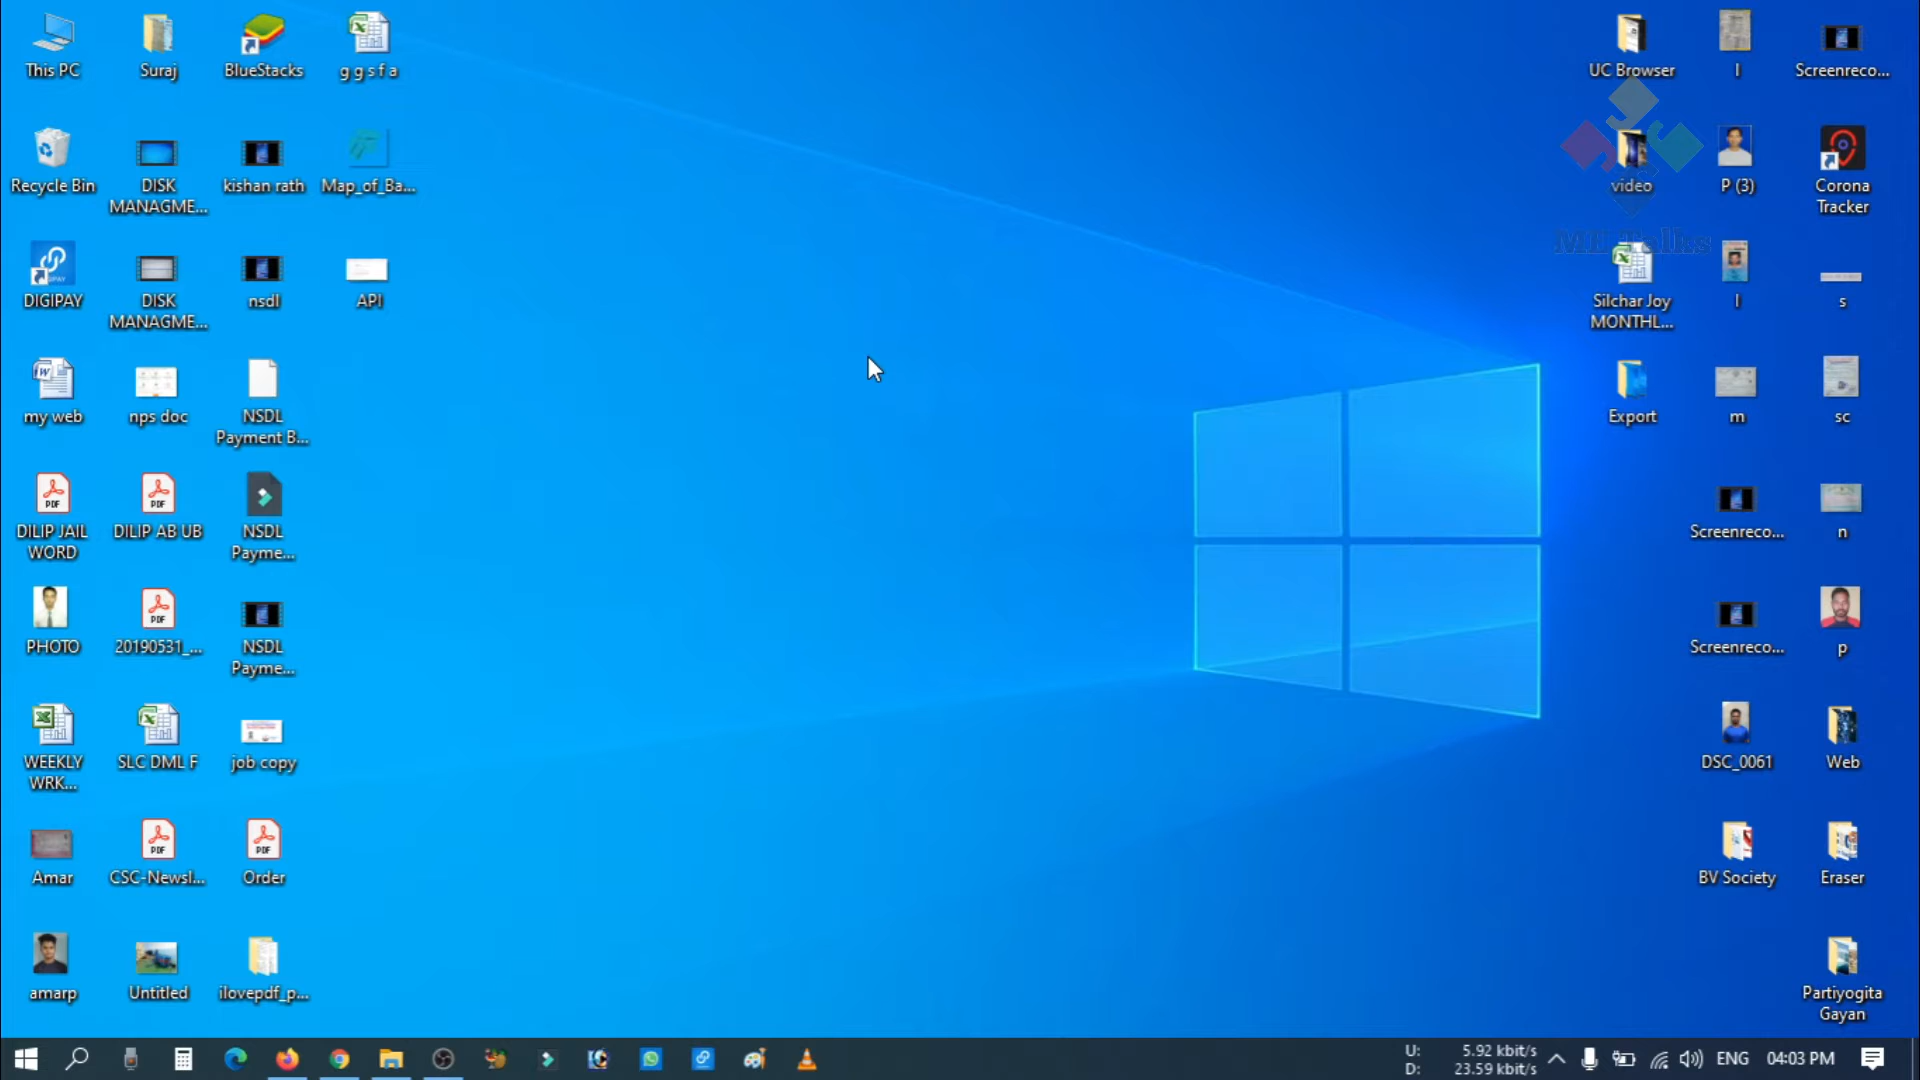 This PC
Suraj
BlueStacks
g g s f a
UC Browser
l
Screenreco...
Recycle Bin
DISK
MANAGME...
kishan rath
Map_of_Ba...
video
P (3)
Corona
Tracker
DIGIPAY
DISK
MANAGME...
nsdl
API
Silchar Joy
MONTHL...
l
s
my web
nps doc
NSDL
Payment B...
Export
m
sc
DILIP JAIL
WORD
DILIP AB UB
NSDL
Payme...
Screenreco...
n
PHOTO
20190531_...
NSDL
Payme...
Screenreco...
p
WEEKLY
WRK...
SLC DML F
job copy
DSC_0061
Web
Amar
CSC-Newsl...
Order
BV Society
Eraser
amarp
Untitled
ilovepdf_p...
Partiyogita
Gayan
U: 5.92 kbit/s
D: 23.59 kbit/s
ENG
04:03 PM